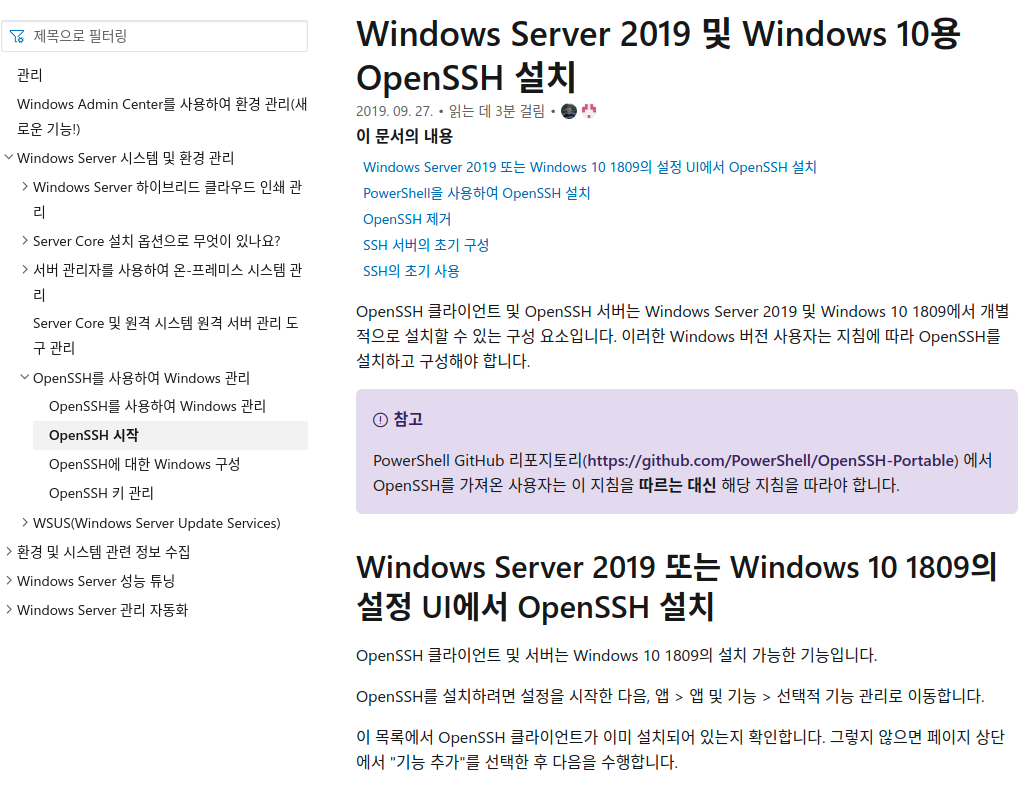 제목으로 필터링
관리
Windows Admin Center를 사용하여 환경 관리(새
로운 기능!)
Windows Server 시스템 및 환경 관리
Windows Server 하이브리드 클라우드 인쇄 관
리
Server Core 설치 옵션으로 무엇이 있나요?
서버 관리자를 사용하여 온-프레미스 시스템 관
리
Server Core 및 원격 시스템 원격 서버 관리 도
구 관리
OpenSSH를 사용하여 Windows 관리
OpenSSH를 사용하여 Windows 관리
OpenSSH 시작
OpenSSH에 대한 Windows 구성
OpenSSH 키 관리
WSUS(Windows Server Update Services)
환경 및 시스템 관련 정보 수집
Windows Server 성능 튜닝
Windows Server 관리 자동화
Windows Server 2019 및 Windows 10용
OpenSSH 설치
2019. 09. 27. • 읽는 데 3분 걸림 •
이 문서의 내용
Windows Server 2019 또는 Windows 10 1809의 설정 UI에서 OpenSSH 설치
PowerShell을 사용하여 OpenSSH 설치
OpenSSH 제거
SSH 서버의 초기 구성
SSH의 초기 사용
OpenSSH 클라이언트 및 OpenSSH 서버는 Windows Server 2019 및 Windows 10 1809에서 개별
적으로 설치할 수 있는 구성 요소입니다. 이러한 Windows 버전 사용자는 지침에 따라 OpenSSH를
설치하고 구성해야 합니다.
참고
PowerShell GitHub 리포지토리(https://github.com/PowerShell/OpenSSH-Portable) 에서
OpenSSH를 가져온 사용자는 이 지침을 따르는 대신 해당 지침을 따라야 합니다.
Windows Server 2019 또는 Windows 10 1809의
설정 UI에서 OpenSSH 설치
OpenSSH 클라이언트 및 서버는 Windows 10 1809의 설치 가능한 기능입니다.
OpenSSH를 설치하려면 설정을 시작한 다음, 앱 > 앱 및 기능 > 선택적 기능 관리로 이동합니다.
이 목록에서 OpenSSH 클라이언트가 이미 설치되어 있는지 확인합니다. 그렇지 않으면 페이지 상단
에서 "기능 추가"를 선택한 후 다음을 수행합니다.